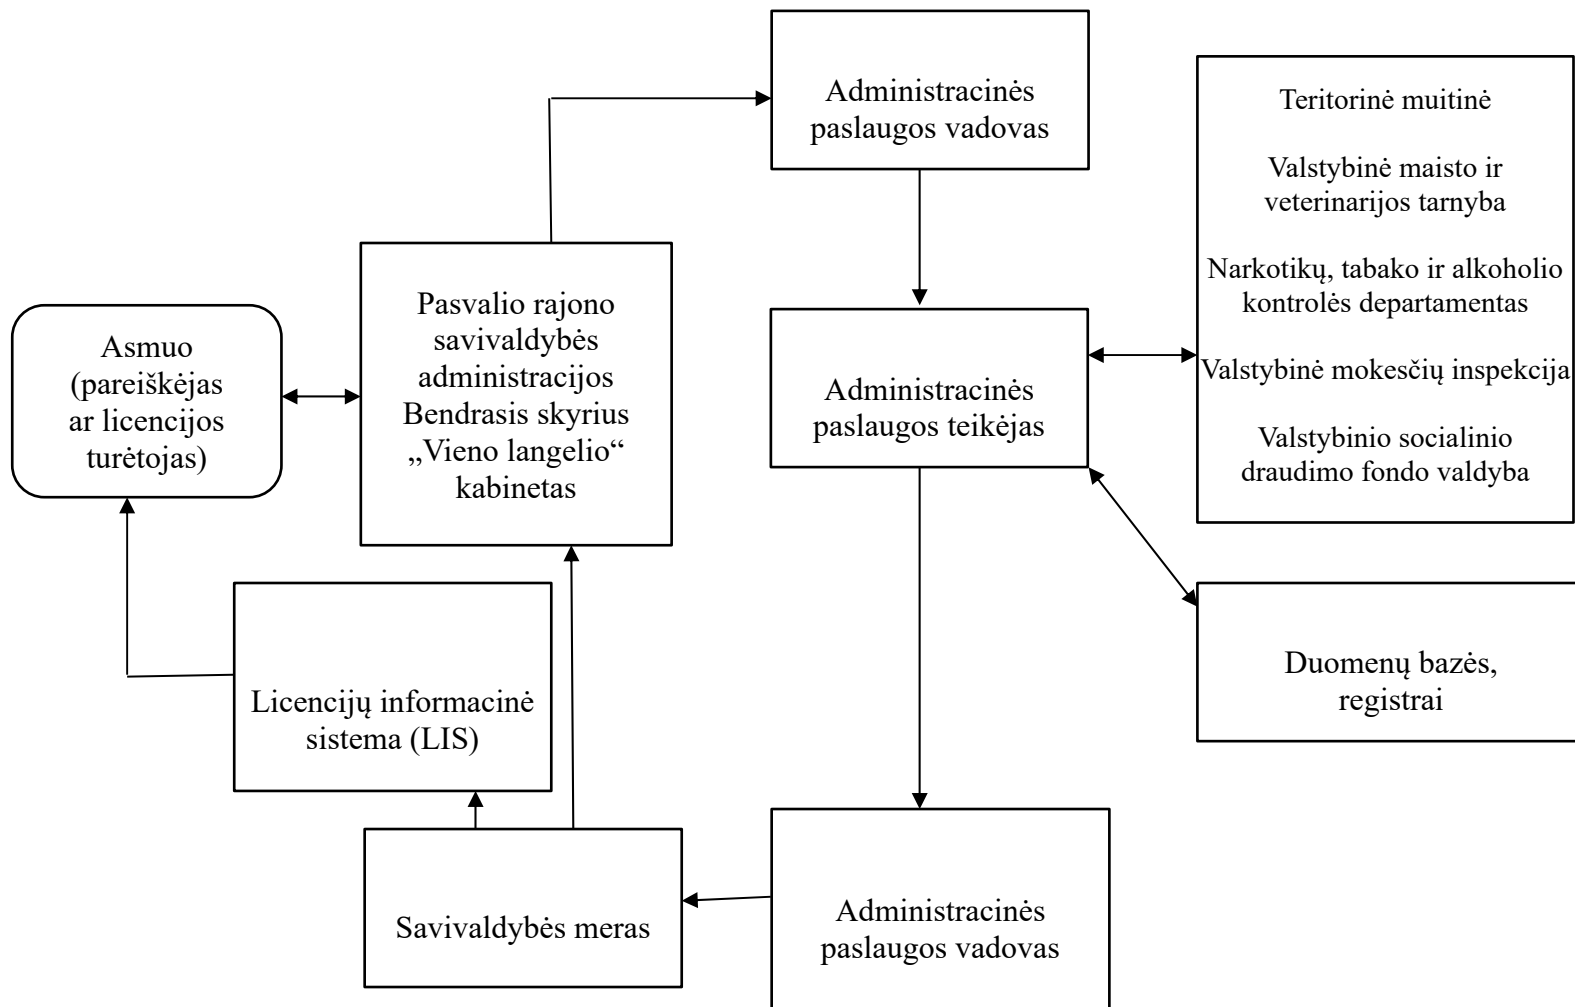 Administracinės
paslaugos vadovas
Teritorinė muitinė
Valstybinė maisto ir
veterinarijos tarnyba
Narkotikų, tabako ir alkoholio
kontrolės departamentas
Valstybinė mokesčių inspekcija
Valstybinio socialinio
draudimo fondo valdyba
Pasvalio rajono
savivaldybės
administracijos
Bendrasis skyrius
„Vieno langelio“
kabinetas
Asmuo
(pareiškėjas
ar licencijos
turėtojas)
Administracinės
paslaugos teikėjas
Licencijų informacinė
sistema (LIS)
Duomenų bazės,
registrai
Savivaldybės meras
Administracinės
paslaugos vadovas